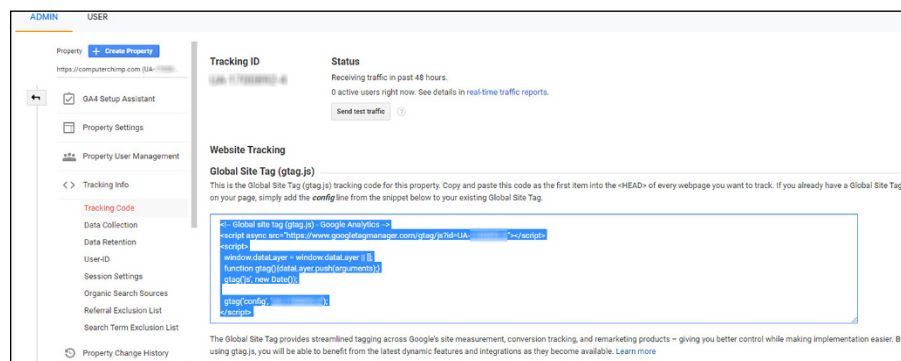 ADMIN USER
Property + Create Property
https://computerchimp.com (UA-
GA4 Setup Assistant
Property Settings
Property User Management
< > Tracking Info
Tracking Code
Data Collection
Data Retention
User-ID
Session Settings
Organic Search Sources
Referral Exclusion List
Search Term Exclusion List
Property Change History
Tracking ID
Status
Receiving traffic in past 48 hours.
0 active users right now. See details in real-time traffic reports.
Send test traffic ?
Website Tracking
Global Site Tag (gtag.js)
This is the Global Site Tag (gtag.js) tracking code for this property. Copy and paste this code as the first item into the <HEAD> of every webpage you want to track. If you already have a Global Site Tag
on your page, simply add the config line from the snippet below to your existing Global Site Tag.
<!-- Global site tag (gtag.js) - Google Analytics -->
<script async src="https://www.googletagmanager.com/gtag/js?id=UA- "></script>
<script>
window.dataLayer = window.dataLayer || [];
function gtag(){dataLayer.push(arguments);}
gtag('js', new Date());
gtag('config', ' ');
</script>
The Global Site Tag provides streamlined tagging across Google's site measurement, conversion tracking, and remarketing products – giving you better control while making implementation easier. B
using gtag.js, you will be able to benefit from the latest dynamic features and integrations as they become available. Learn more